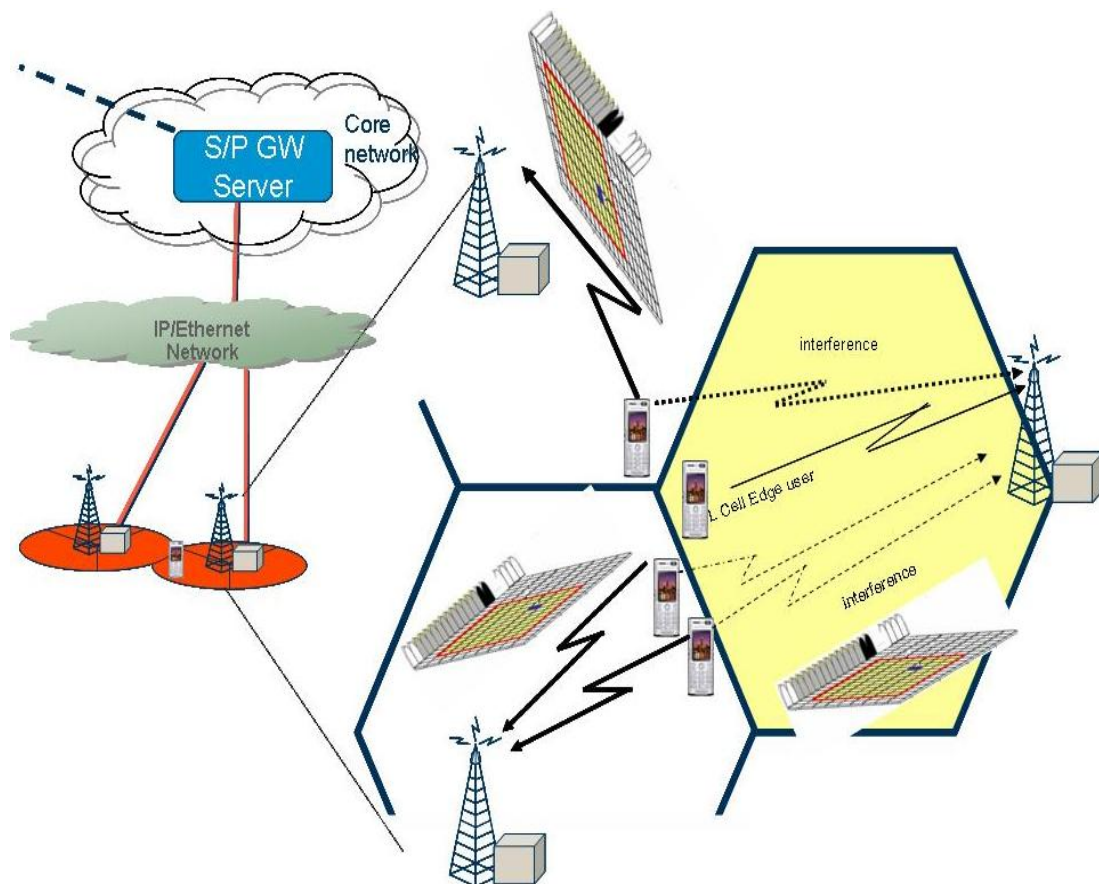 Core
network
S/P GW
Server
IP/Ethernet
Network
interference
L Cell Edge user
interference